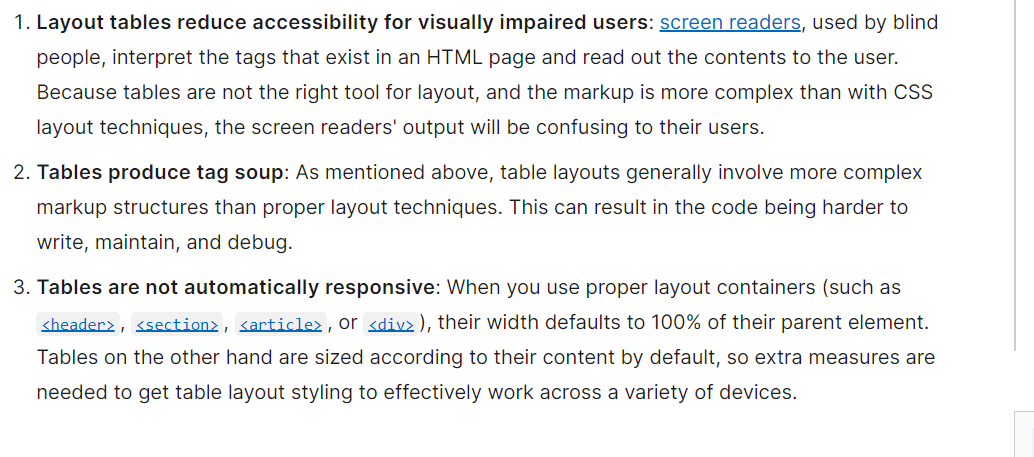 1. Layout tables reduce accessibility for visually impaired users: screen readers, used by blind
people, interpret the tags that exist in an HTML page and read out the contents to the user.
Because tables are not the right tool for layout, and the markup is more complex than with CSS
layout techniques, the screen readers' output will be confusing to their users.
2. Tables produce tag soup: As mentioned above, table layouts generally involve more complex
markup structures than proper layout techniques. This can result in the code being harder to
write, maintain, and debug.
3. Tables are not automatically responsive: When you use proper layout containers (such as
<header>, <section>, <article>, or <div>), their width defaults to 100% of their parent element.
Tables on the other hand are sized according to their content by default, so extra measures are
needed to get table layout styling to effectively work across a variety of devices.